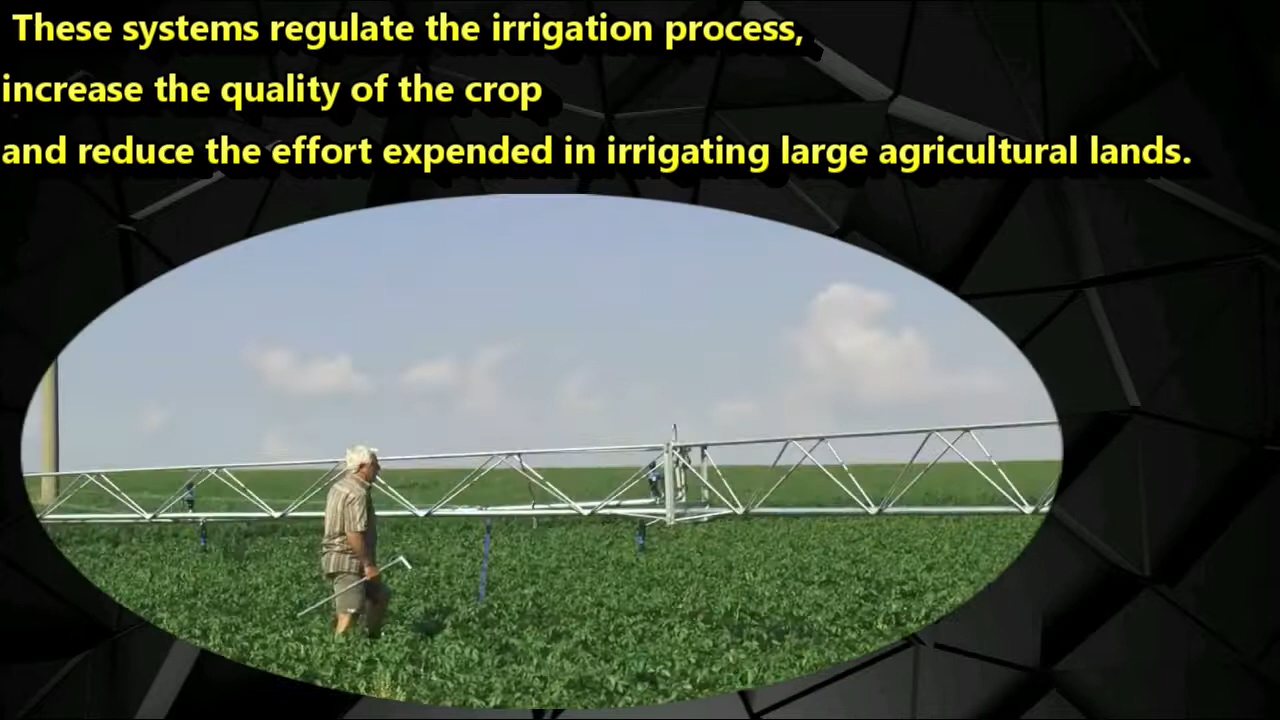 These systems regulate the irrigation process,
increase the quality of the crop
and reduce the effort expended in irrigating large agricultural lands.